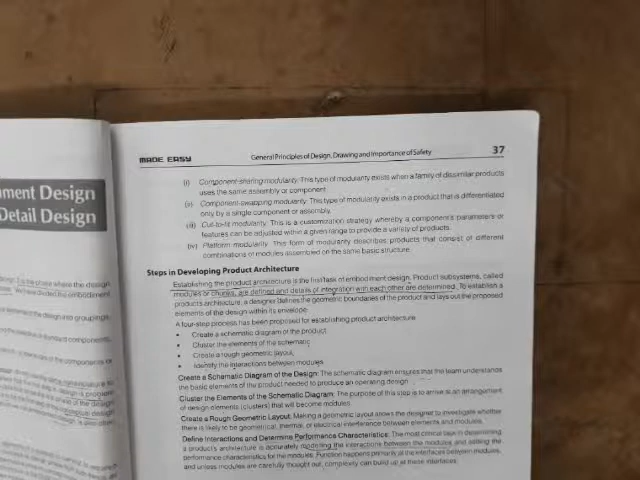 ment Design
Detail Design
MADE EASY
General Principles of Design, Drawing and Importance of Safety
37
(i) Component-sharing modularity: This type of modularity exists when a family of dissimilar products
uses the same assembly or component.
(ii) Component-swapping modularity: This type of modularity exists in a product that is differentiated
only by a single component or assembly.
(iii) Cut-to-fit modularity: This is a customization strategy whereby a component's parameters or
features can be adjusted within a given range to provide a variety of products.
(iv) Platform modularity: This form of modularity describes products that consist of different
combinations of modules assembled on the same basic structure.
Steps in Developing Product Architecture
Establishing the product architecture is the first task of embodiment design. Product subsystems, called
modules or chunks, are defined and details of integration with each other are determined. To establish a
products architecture, a designer defines the geometric boundaries of the product and lays out the proposed
elements of the design within its envelope.
A four-step process has been proposed for establishing product architecture
• Create a schematic diagram of the product.
• Cluster the elements of the schematic
• Create a rough geometric layout,
• Identify the interactions between modules.
Create a Schematic Diagram of the Design: The schematic diagram ensures that the team understands
the basic elements of the product needed to produce an operating design.
Cluster the Elements of the Schematic Diagram: The purpose of this step is to arrive at an arrangement
of design elements (clusters) that will become modules.
Create a Rough Geometric Layout: Making a geometric layout allows the designer to investigate whether
there is likely to be geometrical, thermal, or electrical interference between elements and modules.
Define Interactions and Determine Performance Characteristics: The most critical task in determining
a product's architecture is accurately modeling the interactions between the modules and setting the
performance characteristics for the modules. Function happens primarily at the interfaces between modules,
and unless modules are carefully thought out, complexity can build up at these interfaces.